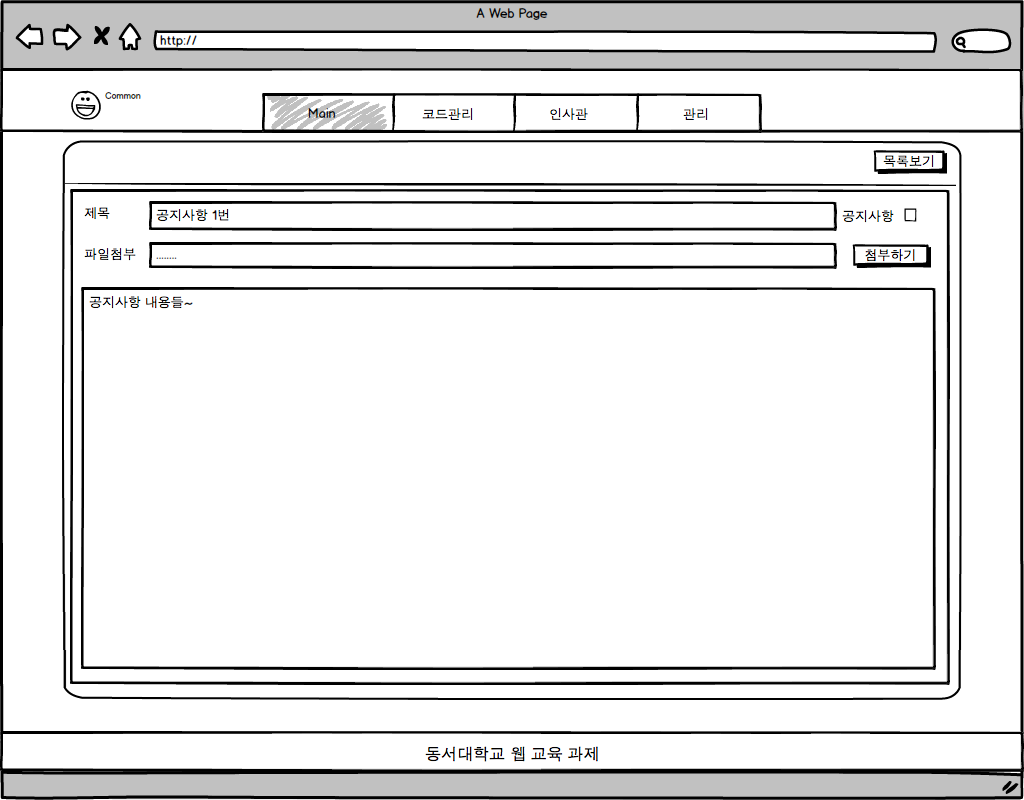 A Web Page
http://
Common
Main 코드관리 인사관 관리
목록보기
제목 공지사항 1번 공지사항
파일첨부 ........ 첨부하기
공지사항 내용들~
동서대학교 웹 교육 과제